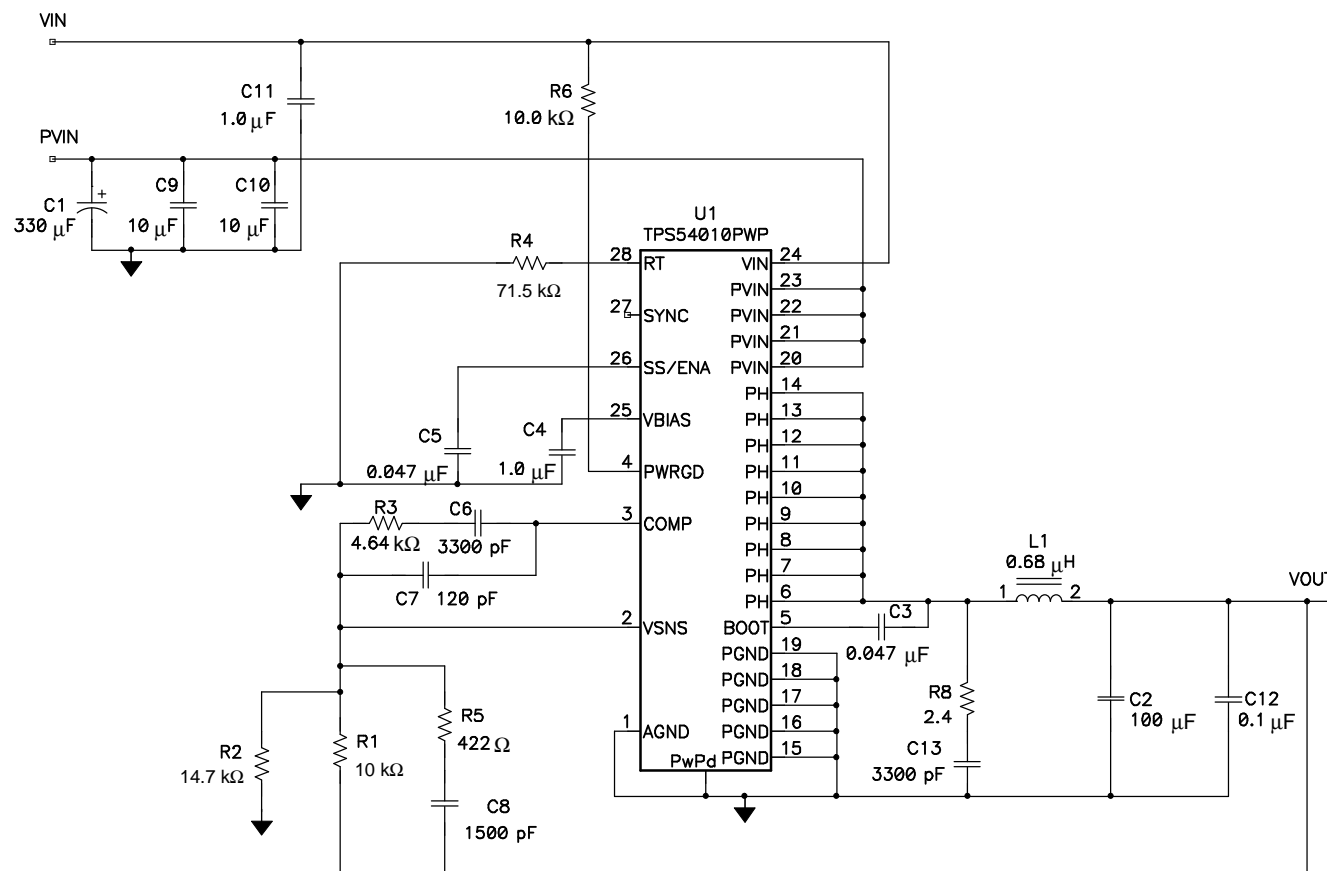 VIN
C11
1.0 μF
R6
10.0 kΩ
PVIN
C1
+
330 μF
C9
10 μF
C10
10 μF
U1
TPS54010PWP
R4
71.5 kΩ
28 RT
VIN 24
PVIN 23
27 SYNC
PVIN 22
PVIN 21
26 SS/ENA
PVIN 20
PH 14
25 VBIAS
PH 13
C5
0.047 μF
C4
1.0 μF
PH 12
4 PWRGD
PH 11
PH 10
R3
4.64 kΩ
C6
3300 pF
3 COMP
PH 9
PH 8
C7 120 pF
PH 7
L1
0.68 μH
1 2
VOUT
PH 6
2 VSNS
BOOT 5
C3
0.047 μF
PGND 19
PGND 18
PGND 17
R8
2.4
C2
100 μF
C12
0.1 μF
R5
422 Ω
1 AGND
PGND 16
R2
14.7 kΩ
R1
10 kΩ
PwPd
PGND 15
C13
3300 pF
C8
1500 pF